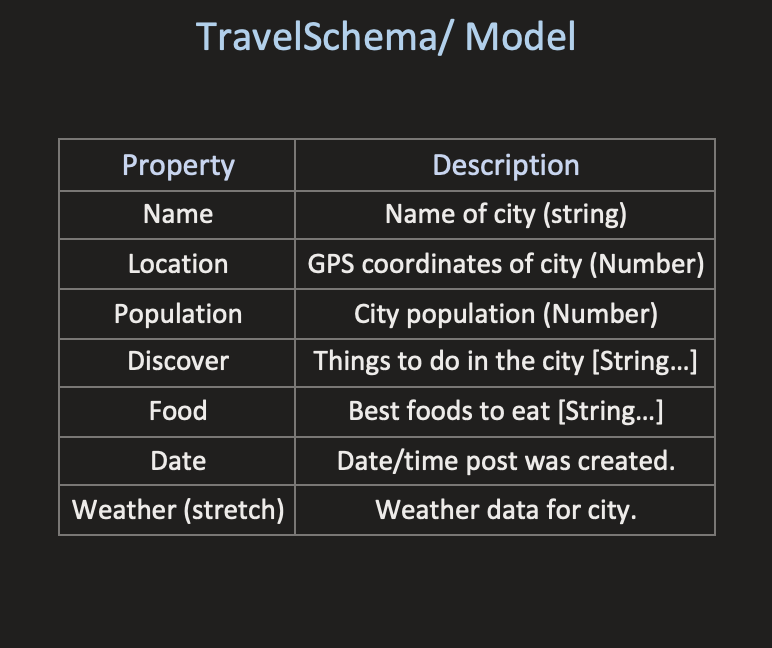 TravelSchema/ Model
Property Description
Name Name of city (string)
Location GPS coordinates of city (Number)
Population City population (Number)
Discover Things to do in the city [String...]
Food Best foods to eat [String...]
Date Date/time post was created.
Weather (stretch) Weather data for city.